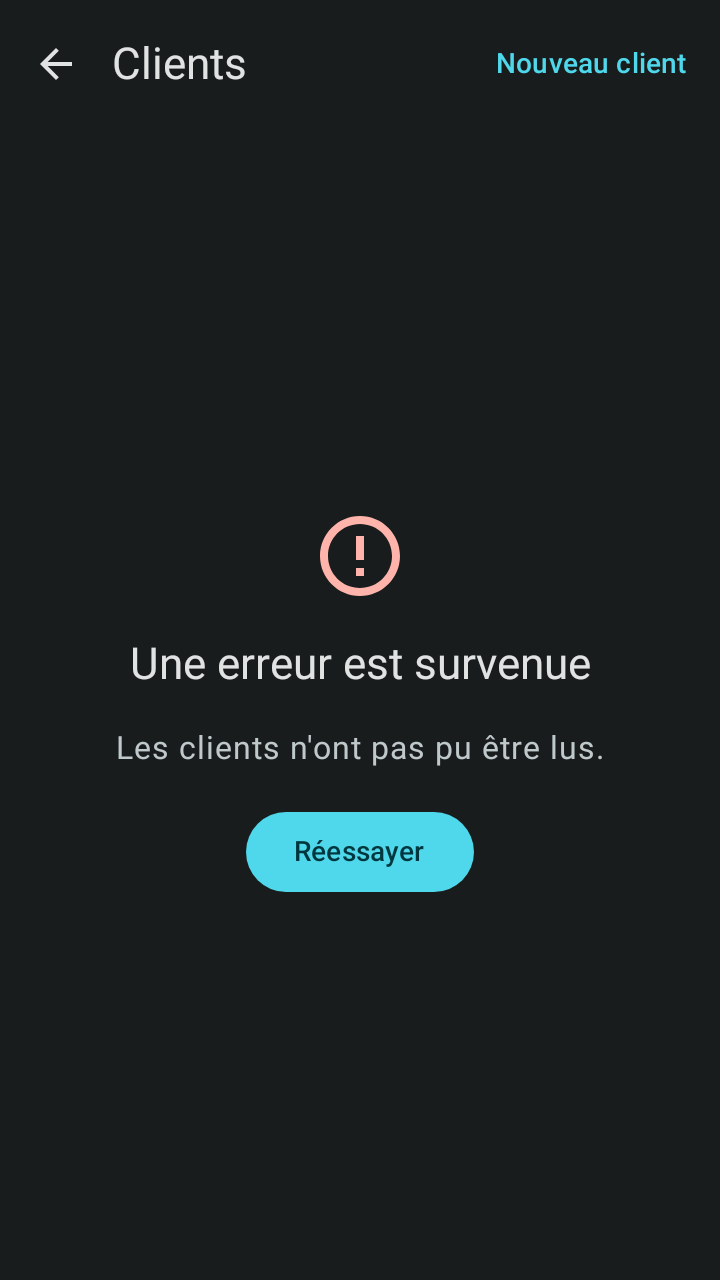 Clients
Nouveau client
Une erreur est survenue
Les clients n'ont pas pu être lus.
Réessayer